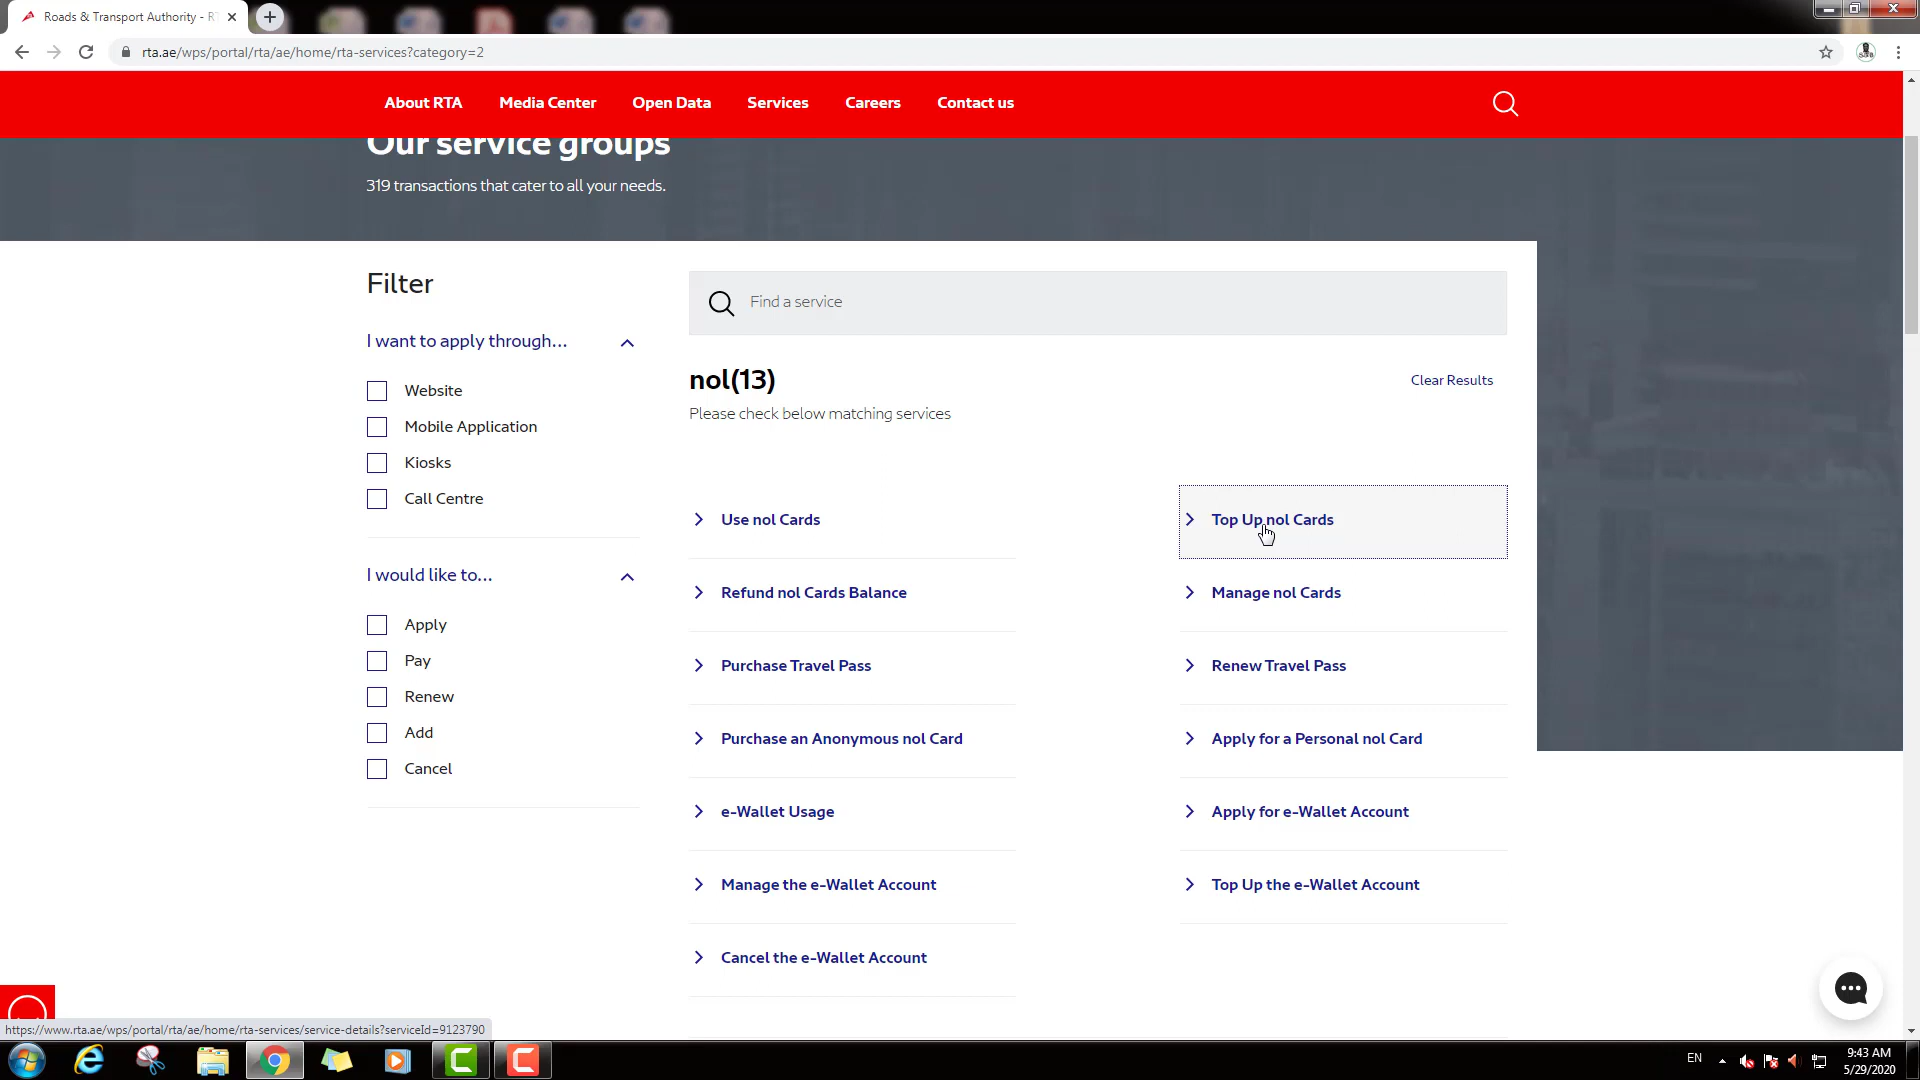 Roads & Transport Authority - RT
rta.ae/wps/portal/rta/ae/home/rta-services?category=2
About RTA
Media Center
Open Data
Services
Careers
Contact us
Our service groups
319 transactions that cater to all your needs.
Filter
I want to apply through...
Website
Mobile Application
Kiosks
Call Centre
I would like to...
Apply
Pay
Renew
Add
Cancel
Find a service
nol(13)
Clear Results
Please check below matching services
Use nol Cards
Top Up nol Cards
Refund nol Cards Balance
Manage nol Cards
Purchase Travel Pass
Renew Travel Pass
Purchase an Anonymous nol Card
Apply for a Personal nol Card
e-Wallet Usage
Apply for e-Wallet Account
Manage the e-Wallet Account
Top Up the e-Wallet Account
Cancel the e-Wallet Account
https://www.rta.ae/wps/portal/rta/ae/home/rta-services/service-details?serviceId=9123790
EN
9:43 AM
5/29/2020